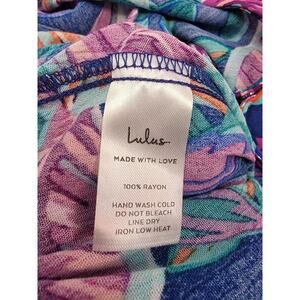 Lulus
MADE WITH LOVE
100% RAYON
HAND WASH COLD
DO NOT BLEACH
LINE DRY
IRON LOW HEAT